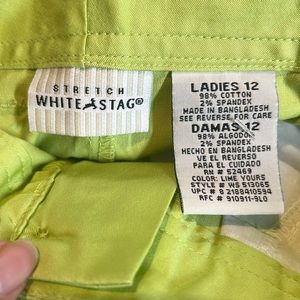 STRETCH
WHITE STAG®
LADIES 12
98% COTTON
2% SPANDEX
MADE IN BANGLADESH
SEE REVERSE FOR CARE
DAMAS 12
98% ALGODON
2% SPANDEX
HECHO EN BANGLADESH
VE EL REVERSO
PARA EL CUIDADO
RN # 52469
COLOR: LIME YOURS
STYLE # WS 513065
UPC # 8 2188410594
RFC # 910911-9L0